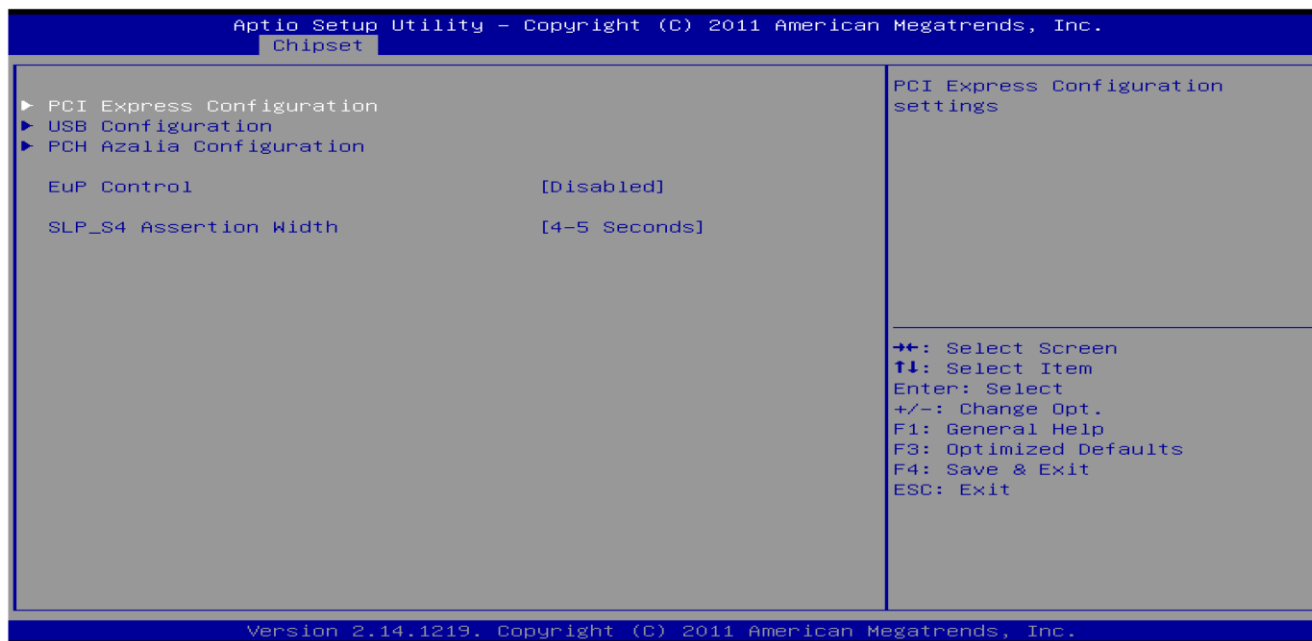 Aptio Setup Utility – Copyright (C) 2011 American Megatrends, Inc.
Chipset
► PCI Express Configuration
► USB Configuration
► PCH Azalia Configuration
EuP Control [Disabled]
SLP_S4 Assertion Width [4-5 Seconds]
PCI Express Configuration
settings
→←: Select Screen
↑↓: Select Item
Enter: Select
+/-: Change Opt.
F1: General Help
F3: Optimized Defaults
F4: Save & Exit
ESC: Exit
Version 2.14.1219. Copyright (C) 2011 American Megatrends, Inc.